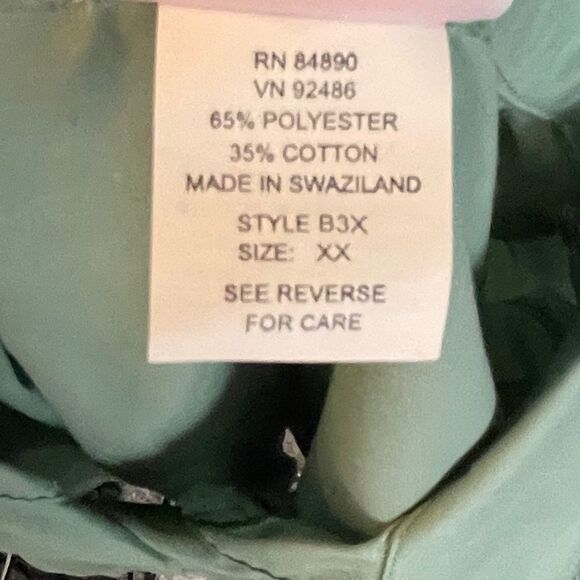 RN 84890
VN 92486
65% POLYESTER
35% COTTON
MADE IN SWAZILAND
STYLE B3X
SIZE: XX
SEE REVERSE
FOR CARE